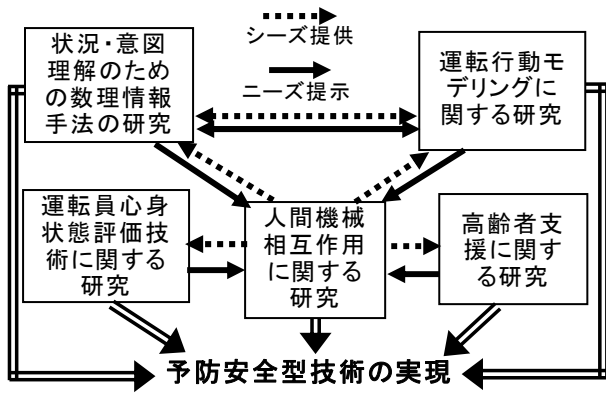 状況・意図
理解のため
の数理情報
手法の研究
シーズ提供
ニーズ提示
運転行動モ
デリングに
関する研究
運転員心身
状態評価技
術に関する
研究
人間機械
相互作用
に関する
研究
高齢者支
援に関す
る研究
予防安全型技術の実現